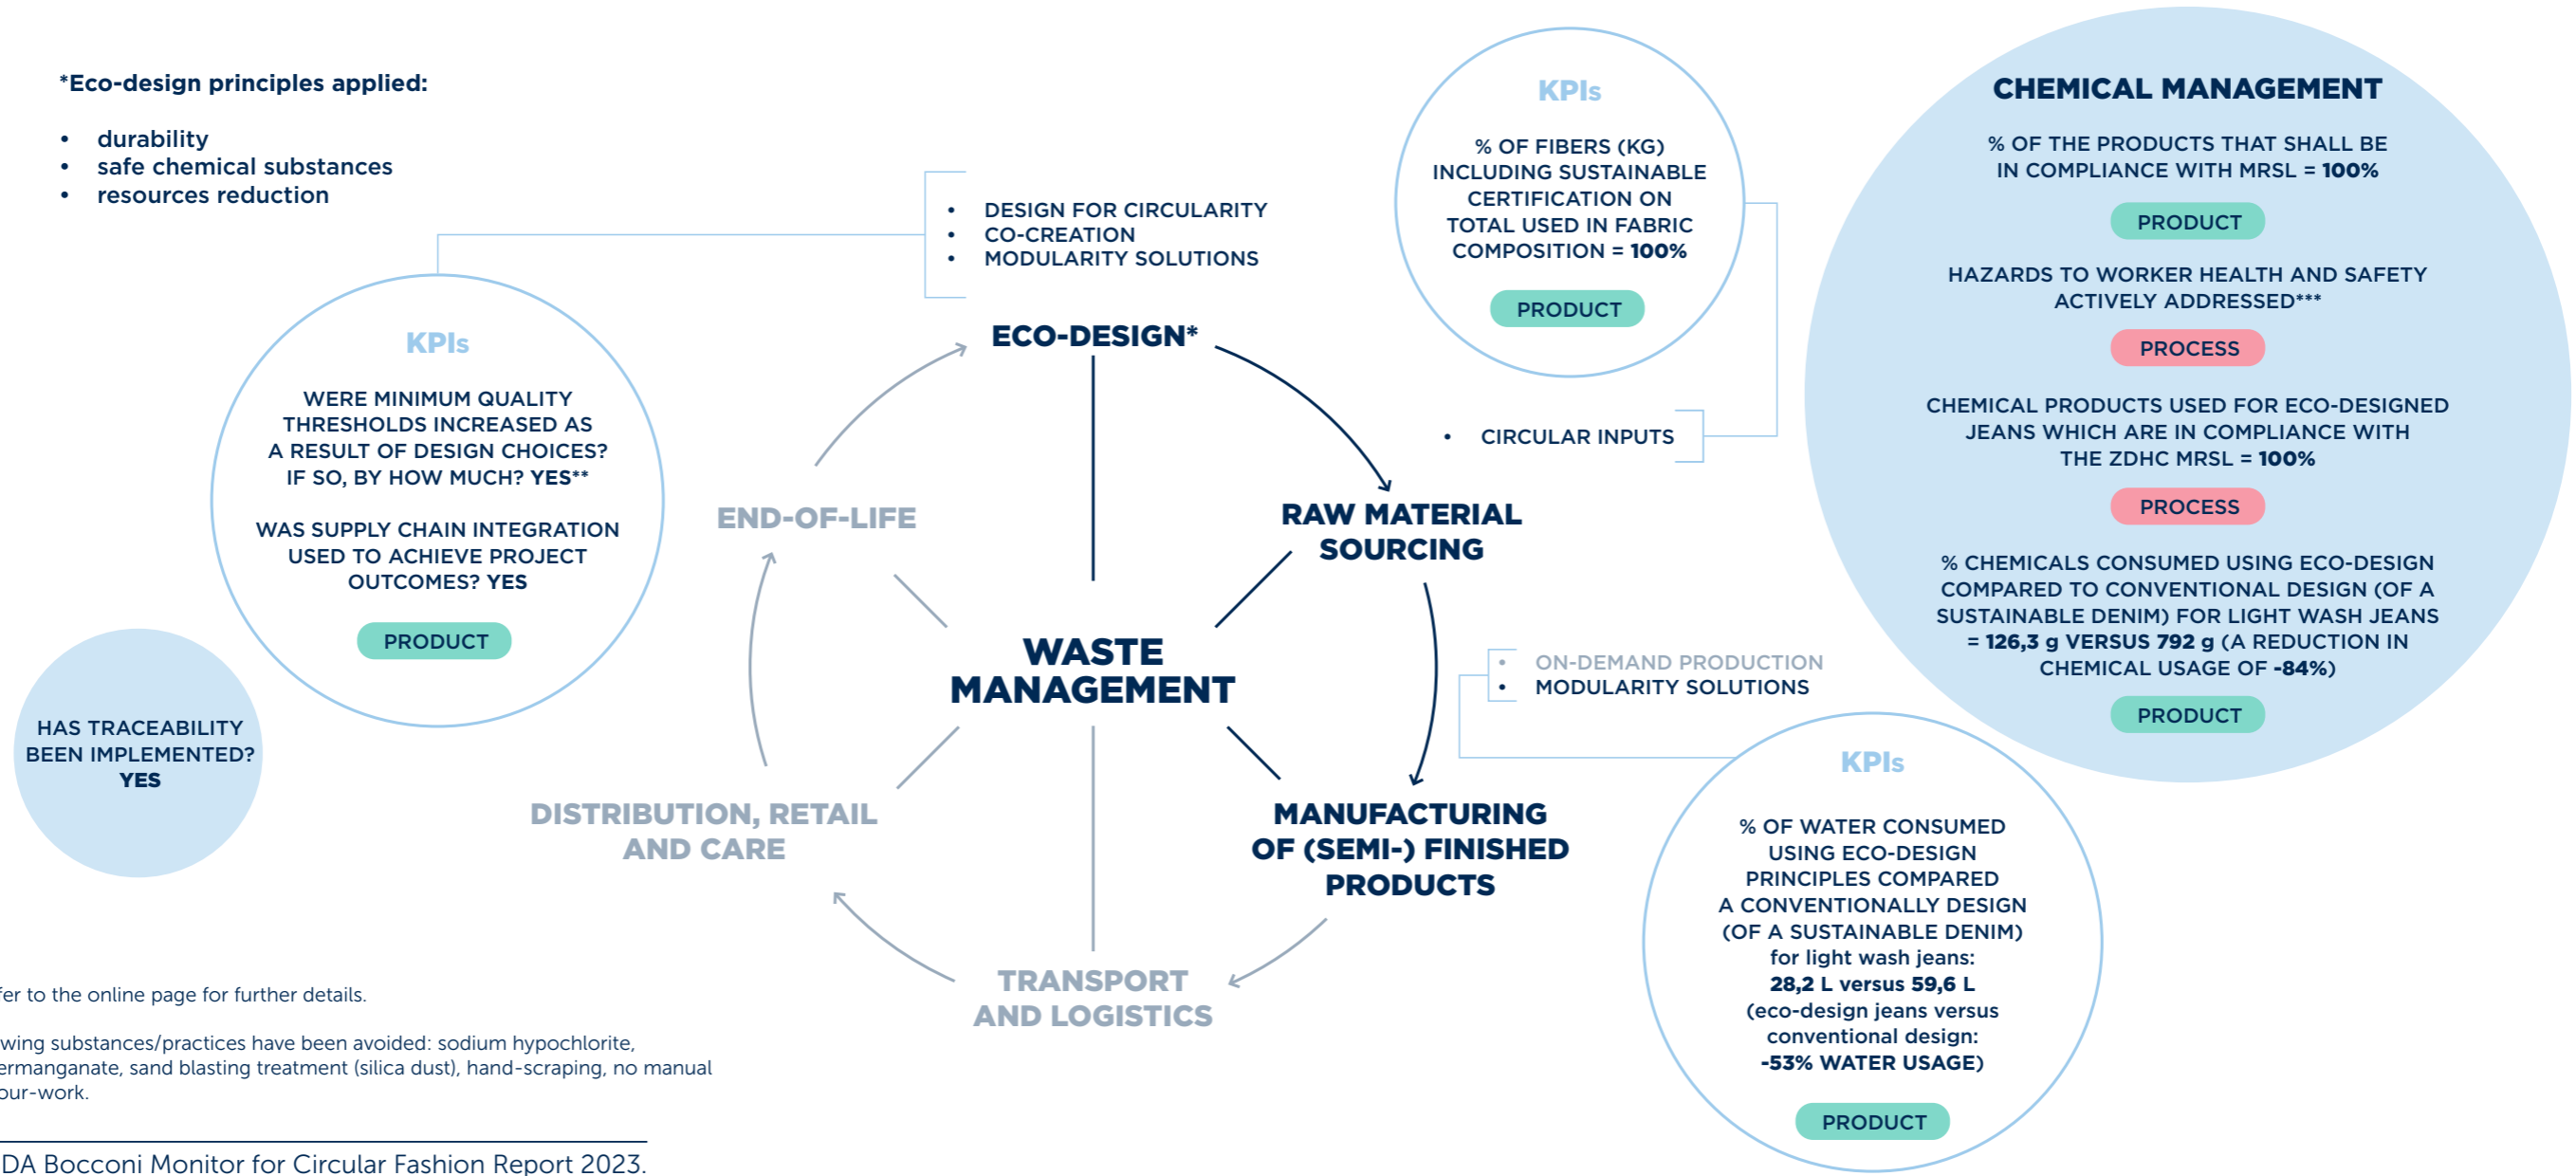 *Eco-design principles applied:
• durability
• safe chemical substances
• resources reduction
• DESIGN FOR CIRCULARITY
• CO-CREATION
• MODULARITY SOLUTIONS
KPIs
WERE MINIMUM QUALITY
THRESHOLDS INCREASED AS
A RESULT OF DESIGN CHOICES?
IF SO, BY HOW MUCH? YES**
WAS SUPPLY CHAIN INTEGRATION
USED TO ACHIEVE PROJECT
OUTCOMES? YES
PRODUCT
HAS TRACEABILITY
BEEN IMPLEMENTED?
YES
KPIs
% OF FIBERS (KG)
INCLUDING SUSTAINABLE
CERTIFICATION ON
TOTAL USED IN FABRIC
COMPOSITION = 100%
PRODUCT
• CIRCULAR INPUTS
CHEMICAL MANAGEMENT
% OF THE PRODUCTS THAT SHALL BE
IN COMPLIANCE WITH MRSL = 100%
PRODUCT
HAZARDS TO WORKER HEALTH AND SAFETY
ACTIVELY ADDRESSED***
PROCESS
CHEMICAL PRODUCTS USED FOR ECO-DESIGNED
JEANS WHICH ARE IN COMPLIANCE WITH
THE ZDHC MRSL = 100%
PROCESS
% CHEMICALS CONSUMED USING ECO-DESIGN
COMPARED TO CONVENTIONAL DESIGN (OF A
SUSTAINABLE DENIM) FOR LIGHT WASH JEANS
= 126,3 g VERSUS 792 g (A REDUCTION IN
CHEMICAL USAGE OF -84%)
PRODUCT
ECO-DESIGN*
RAW MATERIAL
SOURCING
MANUFACTURING
OF (SEMI-) FINISHED
PRODUCTS
TRANSPORT
AND LOGISTICS
DISTRIBUTION, RETAIL
AND CARE
END-OF-LIFE
WASTE
MANAGEMENT
• ON-DEMAND PRODUCTION
• MODULARITY SOLUTIONS
KPIs
% OF WATER CONSUMED
USING ECO-DESIGN
PRINCIPLES COMPARED
A CONVENTIONALLY DESIGN
(OF A SUSTAINABLE DENIM)
for light wash jeans:
28,2 L versus 59,6 L
(eco-design jeans versus
conventional design:
-53% WATER USAGE)
PRODUCT
to the online page for further details.
substances/practices have been avoided: sodium hypochlorite,
sand blasting treatment (silica dust), hand-scraping, no manual
DA Bocconi Monitor for Circular Fashion Report 2023.